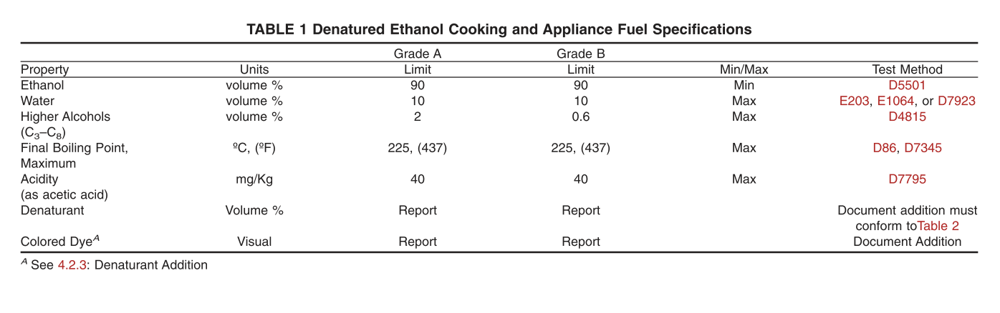 TABLE 1 Denatured Ethanol Cooking and Appliance Fuel Specifications
Grade A Grade B
Property Units Limit Limit Min/Max Test Method
Ethanol volume % 90 90 Min D5501
Water volume % 10 10 Max E203, E1064, or D7923
Higher Alcohols volume % 2 0.6 Max D4815
(C₃–C₈)
Final Boiling Point, ºC, (ºF) 225, (437) 225, (437) Max D86, D7345
Maximum
Acidity mg/Kg 40 40 Max D7795
(as acetic acid)
Denaturant Volume % Report Report Document addition must
conform toTable 2
Colored Dyeᴬ Visual Report Report Document Addition
ᴬ See 4.2.3: Denaturant Addition